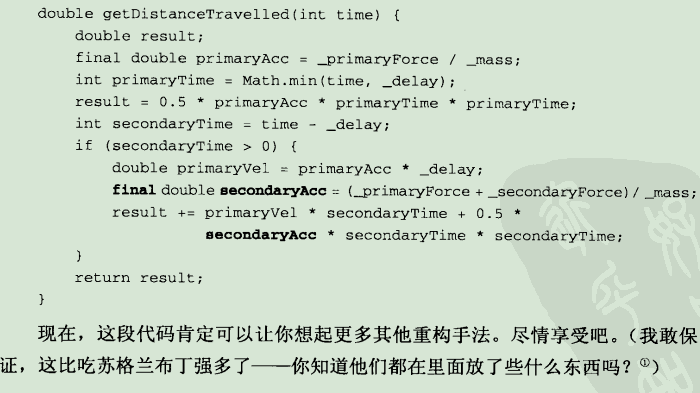 double getDistanceTravelled(int time) {
    double result;
    final double primaryAcc = _primaryForce / _mass;
    int primaryTime = Math.min(time, _delay);
    result = 0.5 * primaryAcc * primaryTime * primaryTime;
    int secondaryTime = time - _delay;
    if (secondaryTime > 0) {
        double primaryVel = primaryAcc * _delay;
        final double secondaryAcc = (_primaryForce + _secondaryForce) / _mass;
        result += primaryVel * secondaryTime + 0.5 *
                secondaryAcc * secondaryTime * secondaryTime;
    }
    return result;
}
现在，这段代码肯定可以让你想起更多其他重构手法。尽情享受吧。（我敢保
证，这比吃苏格兰布丁强多了——你知道他们都在里面放了些什么东西吗？①）